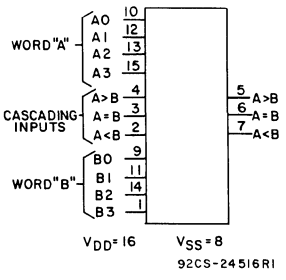 WORD "A"
A0 10
A1 12
A2 13
A3 15
CASCADING INPUTS
A>B 4
A=B 3
A<B 2
5 A>B
6 A=B
7 A<B
WORD "B"
B0 9
B1 11
B2 14
B3 1
VDD=16 VSS=8
92CS-24516R1